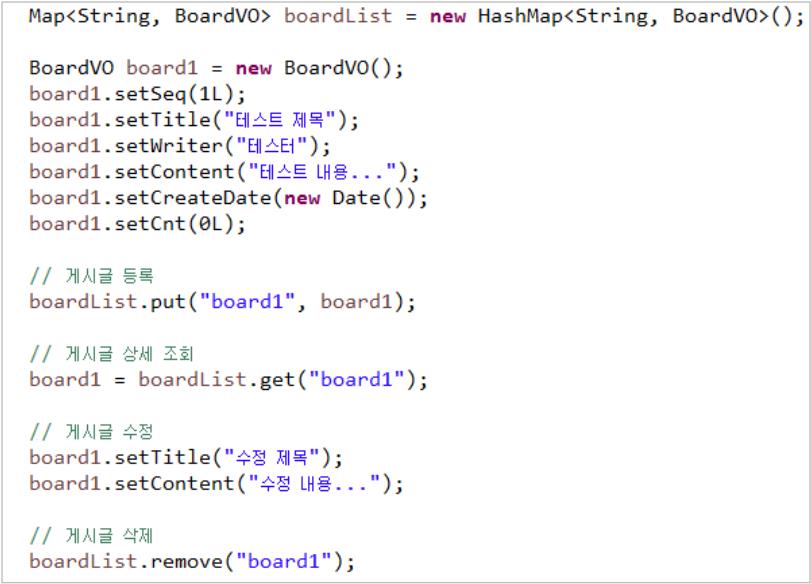 Map<String, BoardVO> boardList = new HashMap<String, BoardVO>();
BoardVO board1 = new BoardVO();
board1.setSeq(1L);
board1.setTitle("테스트 제목");
board1.setWriter("테스터");
board1.setContent("테스트 내용...");
board1.setCreateDate(new Date());
board1.setCnt(0L);
// 게시글 등록
boardList.put("board1", board1);
// 게시글 상세 조회
board1 = boardList.get("board1");
// 게시글 수정
board1.setTitle("수정 제목");
board1.setContent("수정 내용...");
// 게시글 삭제
boardList.remove("board1");